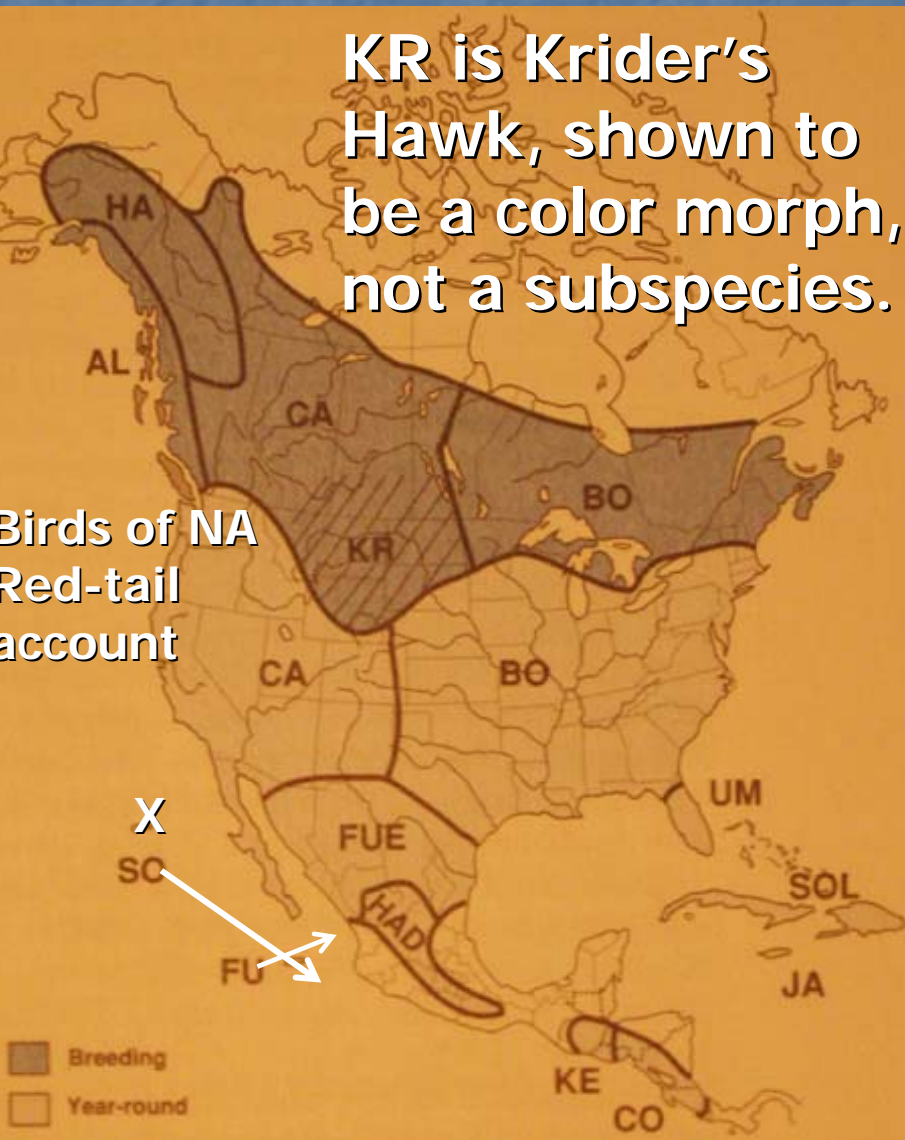 KR is Krider's
Hawk, shown to
be a color morph,
not a subspecies.
HA
AL
CA
BO
Birds of NA
Red-tail
account
KR
CA
BO
UM
X
FUE
SO
SOL
HAD
FU
JA
Breeding
KE
Year-round
CO